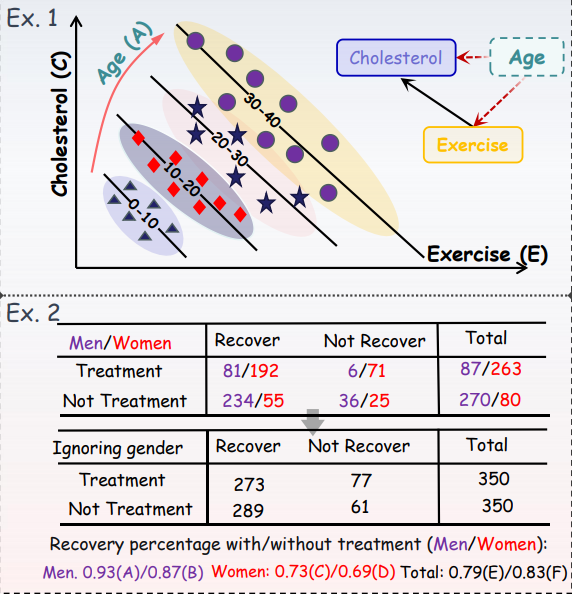 Ex. 1
Cholesterol (C)
Age (A)
30-40
20-30
10-20
0-10
Exercise (E)
Cholesterol
Age
Exercise
Ex. 2
Men/Women Recover Not Recover Total
Treatment 81/192 6/71 87/263
Not Treatment 234/55 36/25 270/80
Ignoring gender Recover Not Recover Total
Treatment 273 77 350
Not Treatment 289 61 350
Recovery percentage with/without treatment (Men/Women):
Men. 0.93(A)/0.87(B) Women: 0.73(C)/0.69(D) Total: 0.79(E)/0.83(F)